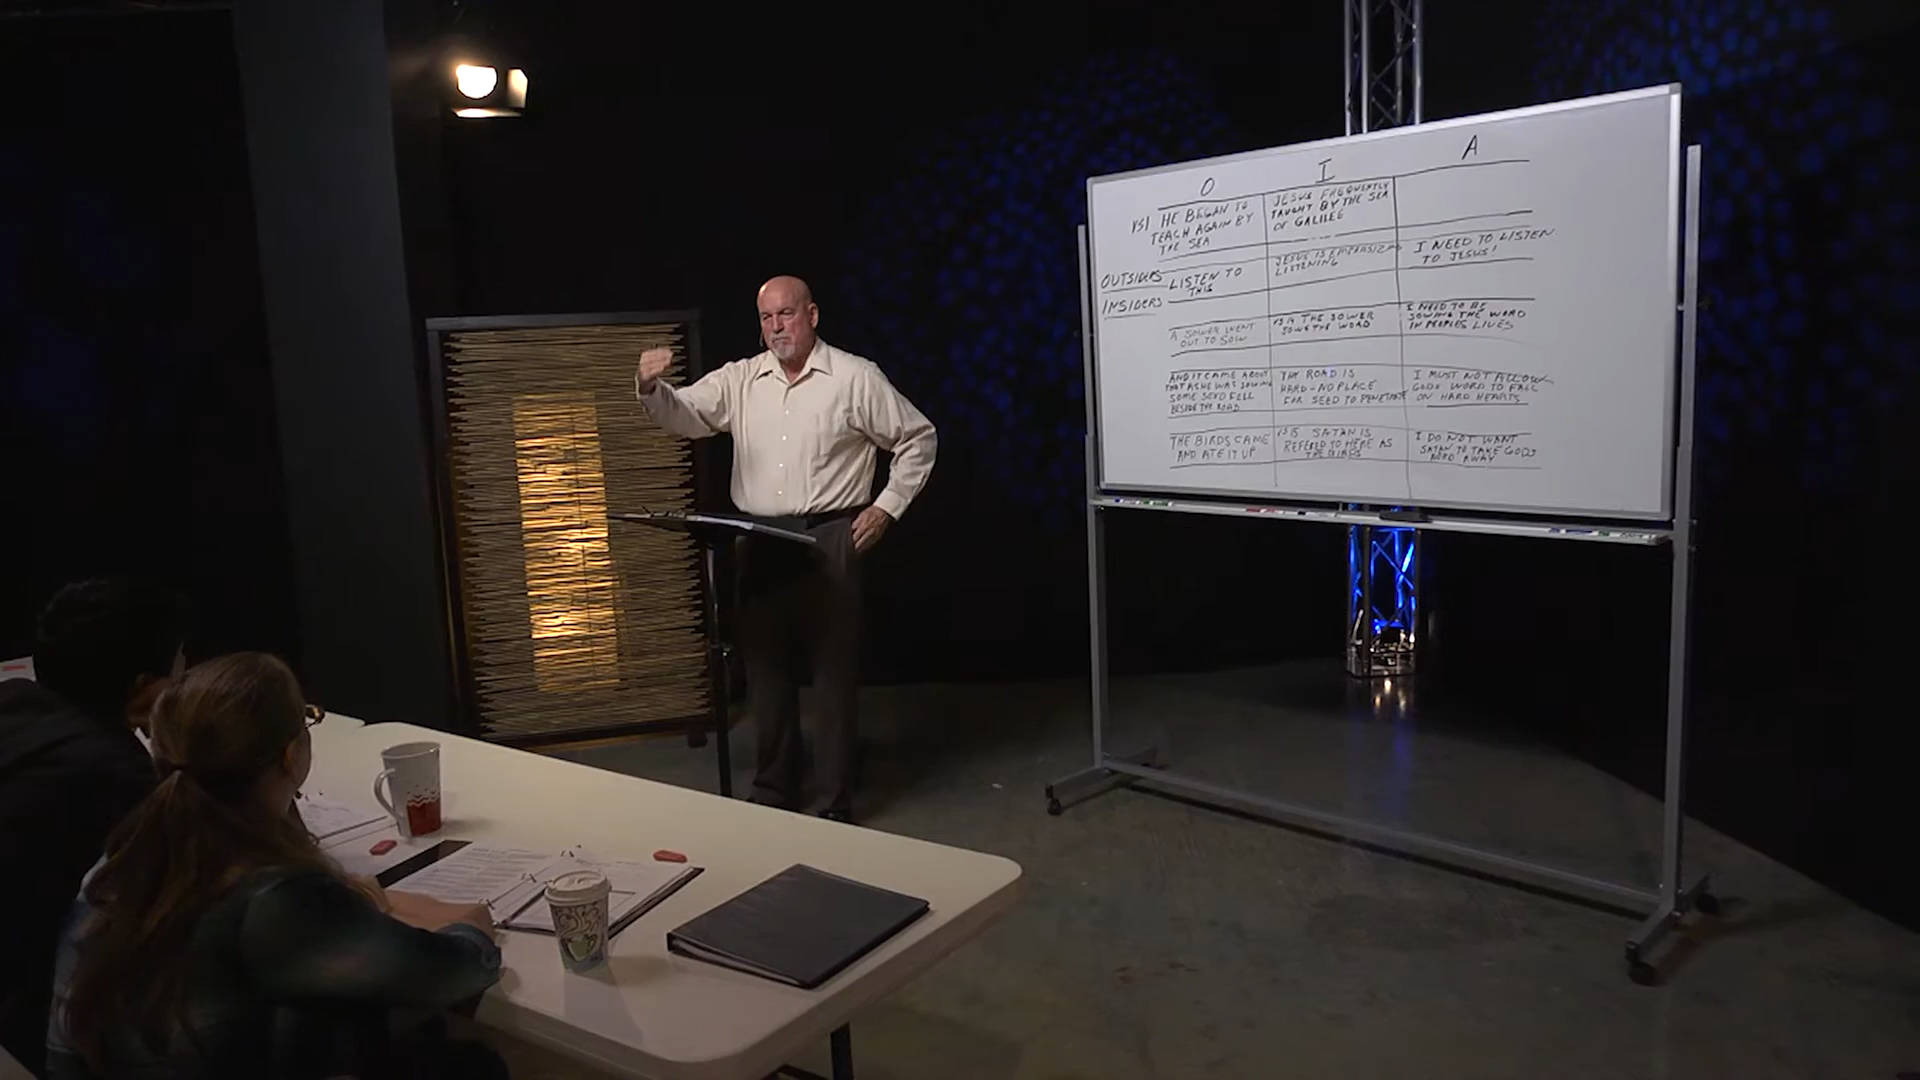 O
I
A
VS1 HE BEGAN TO
TEACH AGAIN BY
THE SEA
JESUS FREQUENTLY
TAUGHT BY THE SEA
OF GALILEE
OUTSIDERS
INSIDERS
LISTEN TO
THIS
JESUS IS EMPHASIZING
LISTENING
I NEED TO LISTEN
TO JESUS!
A SOWER WENT
OUT TO SOW
VS 14 THE SOWER
SOWS THE WORD
I NEED TO BE
SOWING THE WORD
IN PEOPLES LIVES
AND IT CAME ABOUT
THAT AS HE WAS SOWING
SOME SEED FELL
BESIDE THE ROAD
THE ROAD IS
HARD-NO PLACE
FOR SEED TO PENETRATE
I MUST NOT ALLOW
GODS WORD TO FALL
ON HARD HEARTS
THE BIRDS CAME
AND ATE IT UP
VS 15 SATAN IS
REFERED TO HERE AS
THE BIRDS
I DO NOT WANT
SATAN TO TAKE GODS
WORD AWAY